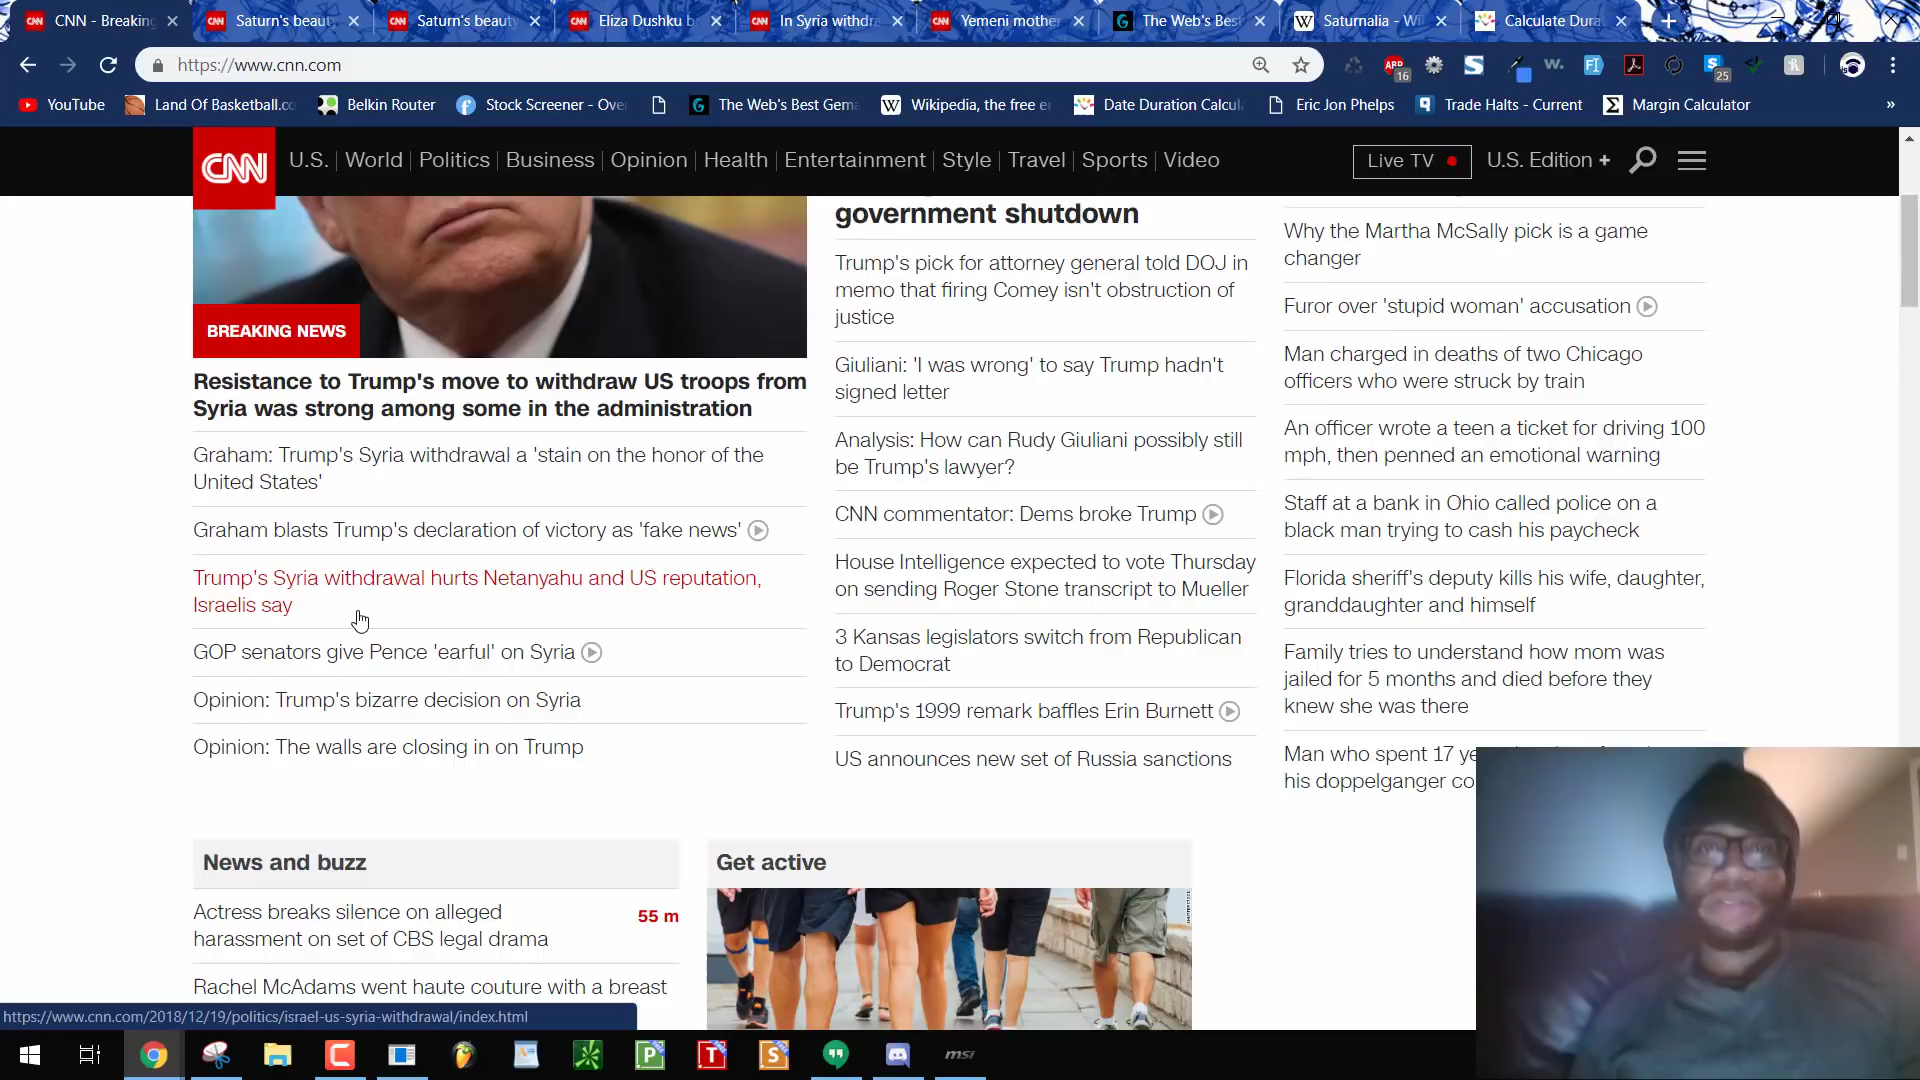 CNN - Breakin
Saturn's beaut
Saturn's beaut
Eliza Dushku b
In Syria withdra
Yemeni mothe
The Web's Bes
Saturnalia - Wi
Calculate Dura
https://www.cnn.com
ABP
16
w.
25
YouTube
Land Of Basketball.co
Belkin Router
Stock Screener - Over
The Web's Best Gema
Wikipedia, the free e
Date Duration Calcul
Eric Jon Phelps
Trade Halts - Current
Margin Calculator
»
CNN
U.S.
World
Politics
Business
Opinion
Health
Entertainment
Style
Travel
Sports
Video
Live TV
U.S. Edition +
BREAKING NEWS
Resistance to Trump's move to withdraw US troops from
Syria was strong among some in the administration
Graham: Trump's Syria withdrawal a 'stain on the honor of the
United States'
Graham blasts Trump's declaration of victory as 'fake news'
Trump's Syria withdrawal hurts Netanyahu and US reputation,
Israelis say
GOP senators give Pence 'earful' on Syria
Opinion: Trump's bizarre decision on Syria
Opinion: The walls are closing in on Trump
government shutdown
Trump's pick for attorney general told DOJ in
memo that firing Comey isn't obstruction of
justice
Giuliani: 'I was wrong' to say Trump hadn't
signed letter
Analysis: How can Rudy Giuliani possibly still
be Trump's lawyer?
CNN commentator: Dems broke Trump
House Intelligence expected to vote Thursday
on sending Roger Stone transcript to Mueller
3 Kansas legislators switch from Republican
to Democrat
Trump's 1999 remark baffles Erin Burnett
US announces new set of Russia sanctions
Why the Martha McSally pick is a game
changer
Furor over 'stupid woman' accusation
Man charged in deaths of two Chicago
officers who were struck by train
An officer wrote a teen a ticket for driving 100
mph, then penned an emotional warning
Staff at a bank in Ohio called police on a
black man trying to cash his paycheck
Florida sheriff's deputy kills his wife, daughter,
granddaughter and himself
Family tries to understand how mom was
jailed for 5 months and died before they
knew she was there
Man who spent 17 ye
his doppelganger co
News and buzz
Actress breaks silence on alleged
harassment on set of CBS legal drama
55 m
Rachel McAdams went haute couture with a breast
Get active
https://www.cnn.com/2018/12/19/politics/israel-us-syria-withdrawal/index.html
P
T
S
msi